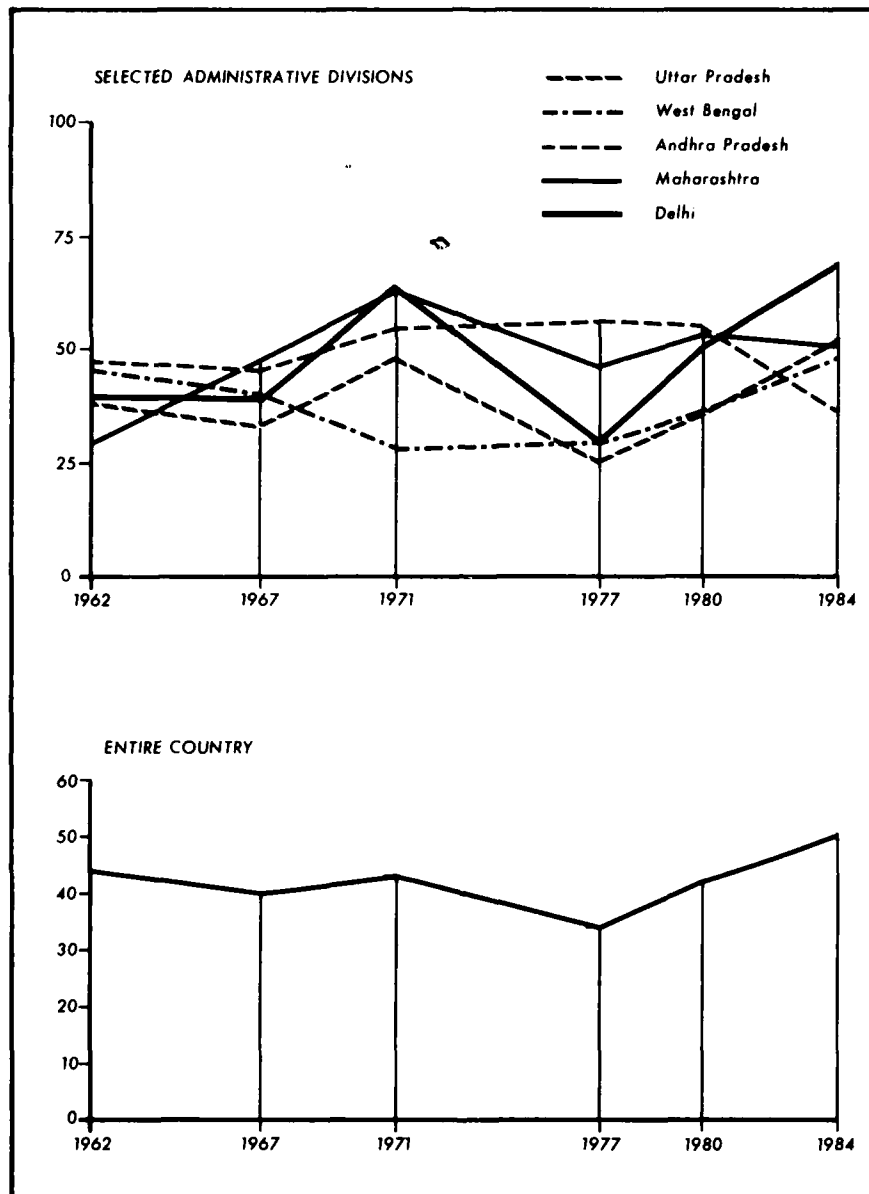 SELECTED ADMINISTRATIVE DIVISIONS
Uttar Pradesh
West Bengal
Andhra Pradesh
Maharashtra
Delhi
100
75
50
25
0
1962 1967 1971 1977 1980 1984
ENTIRE COUNTRY
60
50
40
30
20
10
0
1962 1967 1971 1977 1980 1984